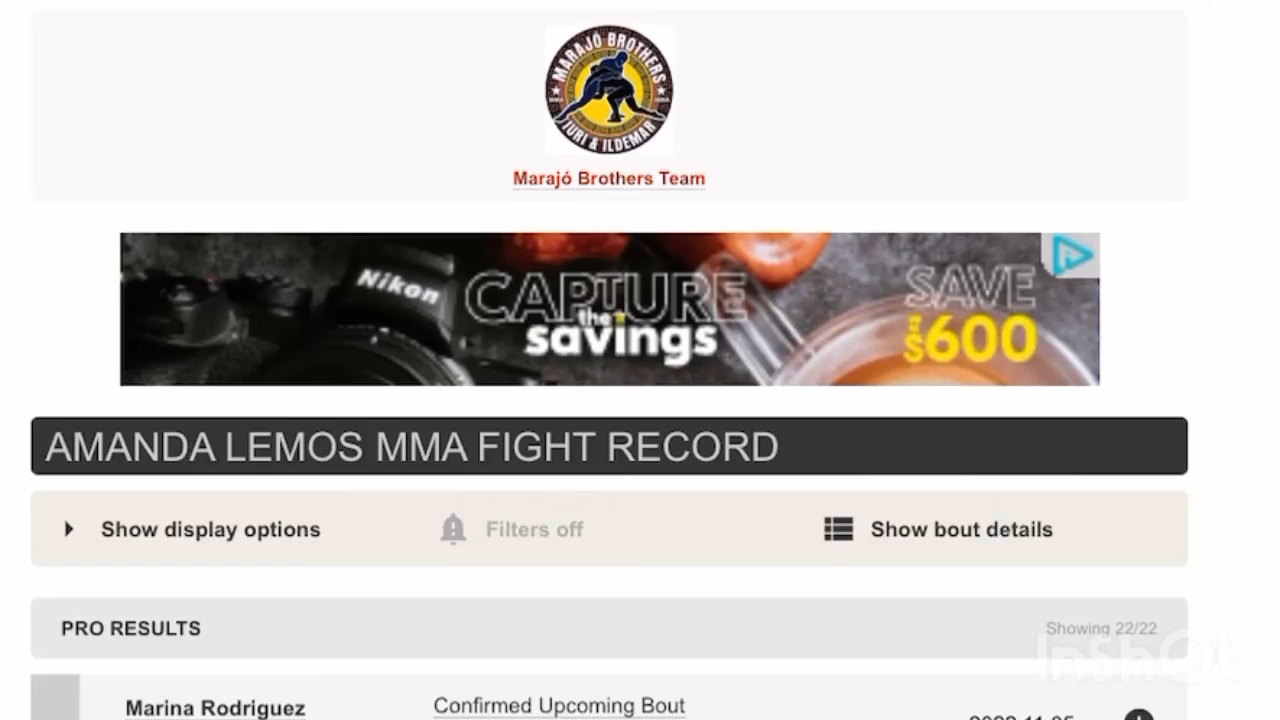 MARAJÓ BROTHERS
IURI & ILDEMAR
Marajó Brothers Team
Nikon
CAPTURE
the
savings
SAVE
$600
AMANDA LEMOS MMA FIGHT RECORD
Show display options
Filters off
Show bout details
PRO RESULTS
Showing 22/22
InShOt
Marina Rodriguez
Confirmed Upcoming Bout